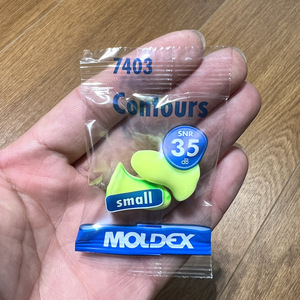 7403
Contours
SNR
35
dB
small
MOLDEX